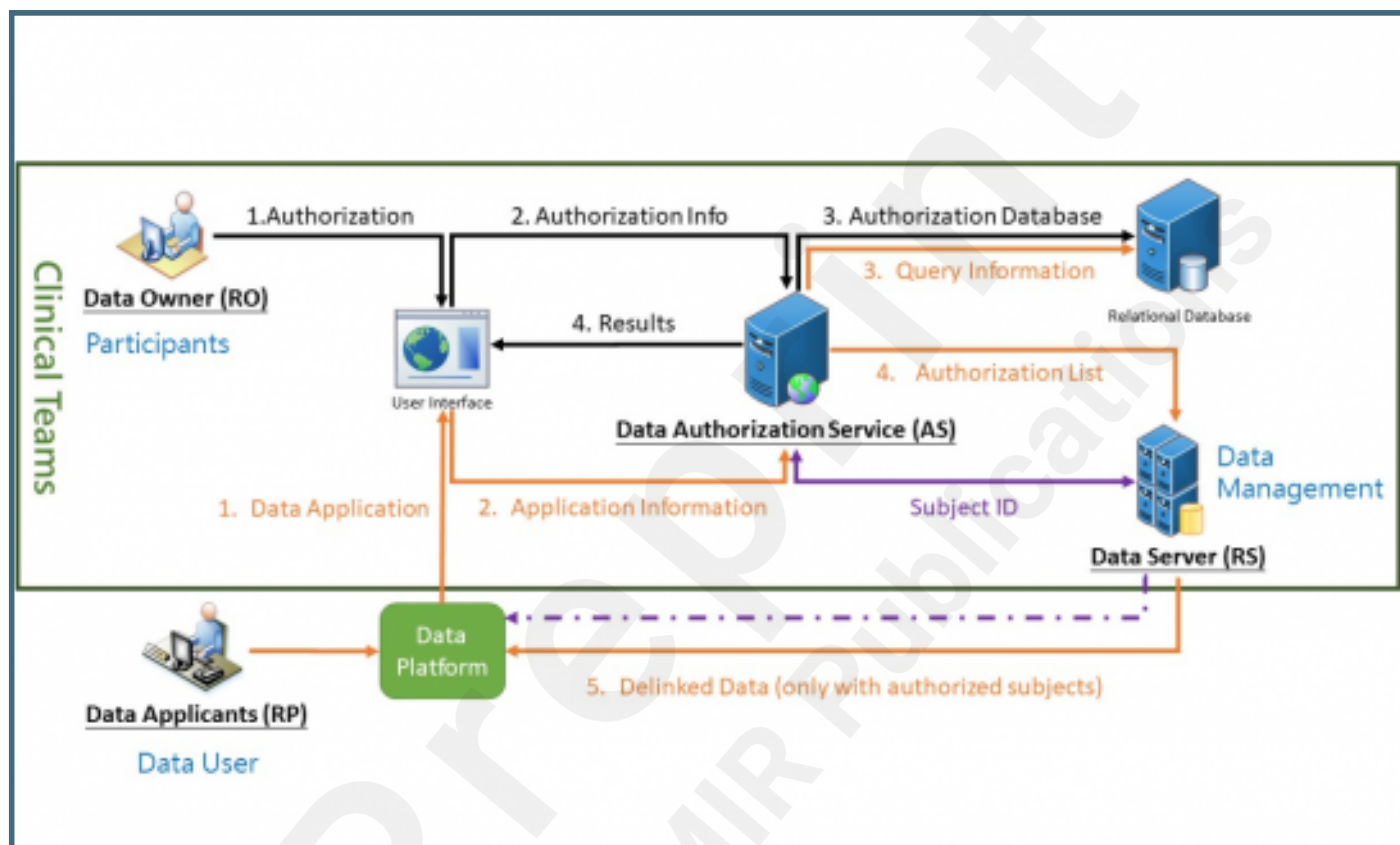 1.Authorization
2. Authorization Info
3. Authorization Database
3. Query Information
Clinical Teams
Data Owner (RO)
Participants
4. Results
Relational Database
4. Authorization List
User Interface
Data Authorization Service (AS)
Data
Management
1. Data Application
2. Application Information
Subject ID
Data Server (RS)
Data
Platform
5. Delinked Data (only with authorized subjects)
Data Applicants (RP)
Data User
Preprint
JMIR Publications